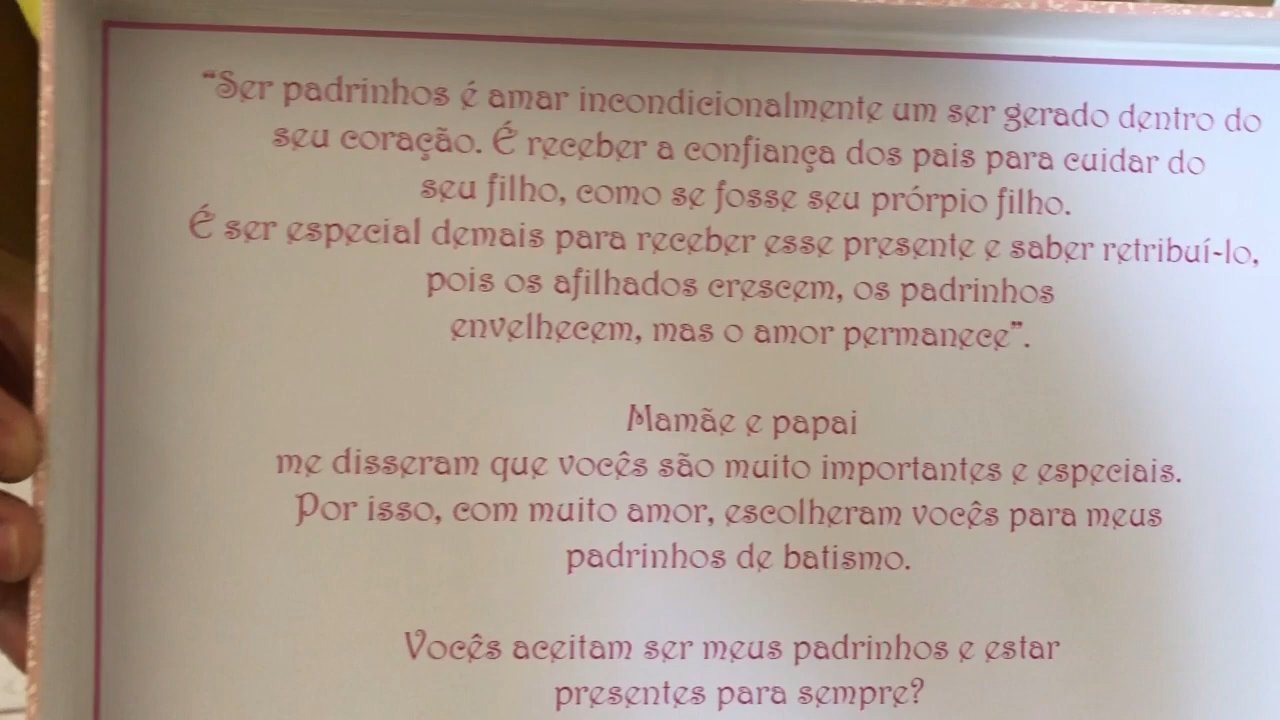 “Ser padrinhos é amar incondicionalmente um ser gerado dentro do
seu coração. É receber a confiança dos pais para cuidar do
seu filho, como se fosse seu prórpio filho.
É ser especial demais para receber esse presente e saber retribuí-lo,
pois os afilhados crescem, os padrinhos
envelhecem, mas o amor permanece”.
Mamãe e papai
me disseram que vocês são muito importantes e especiais.
Por isso, com muito amor, escolheram vocês para meus
padrinhos de batismo.
Vocês aceitam ser meus padrinhos e estar
presentes para sempre?